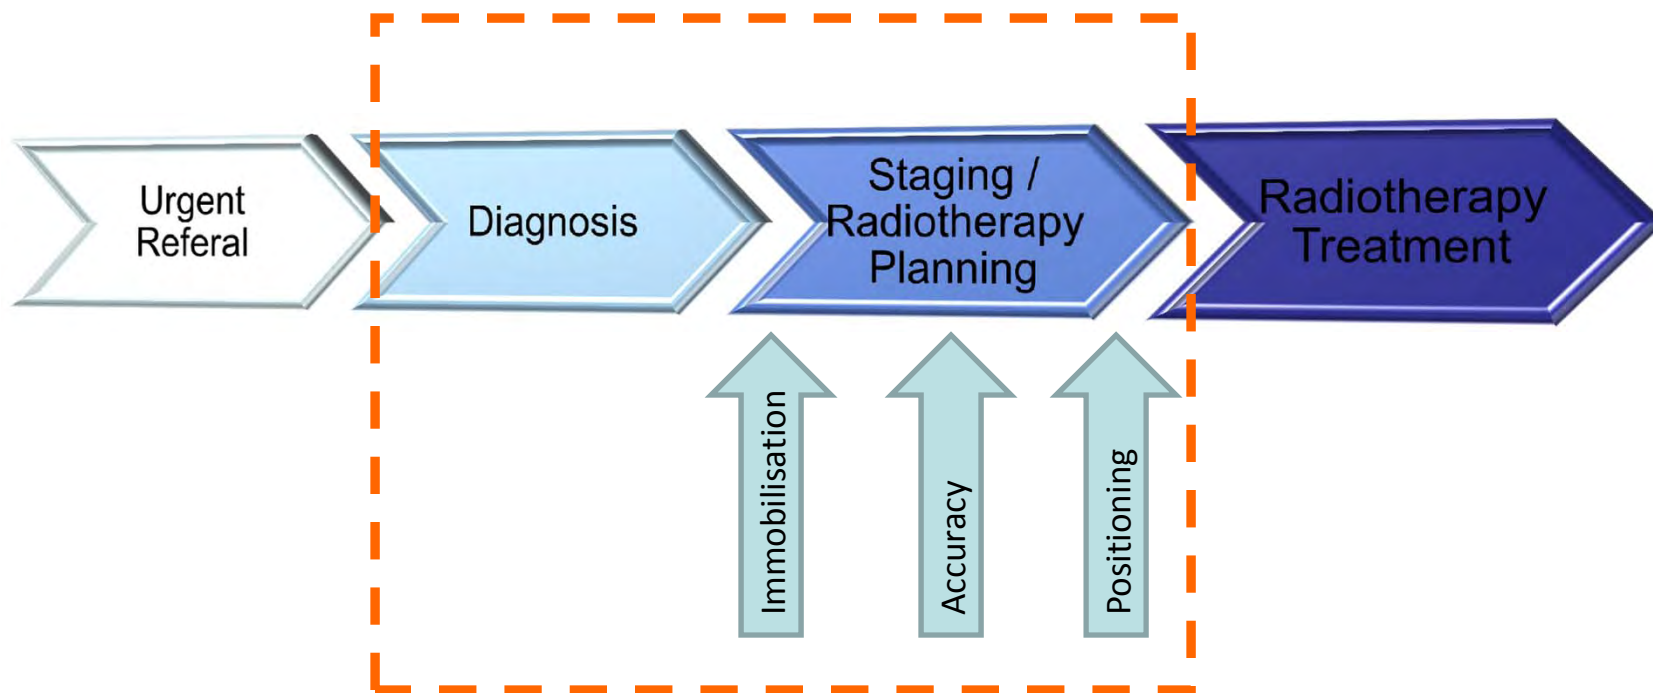 Urgent
Referal
Diagnosis
Staging /
Radiotherapy
Planning
Radiotherapy
Treatment
Immobilisation
Accuracy
Positioning